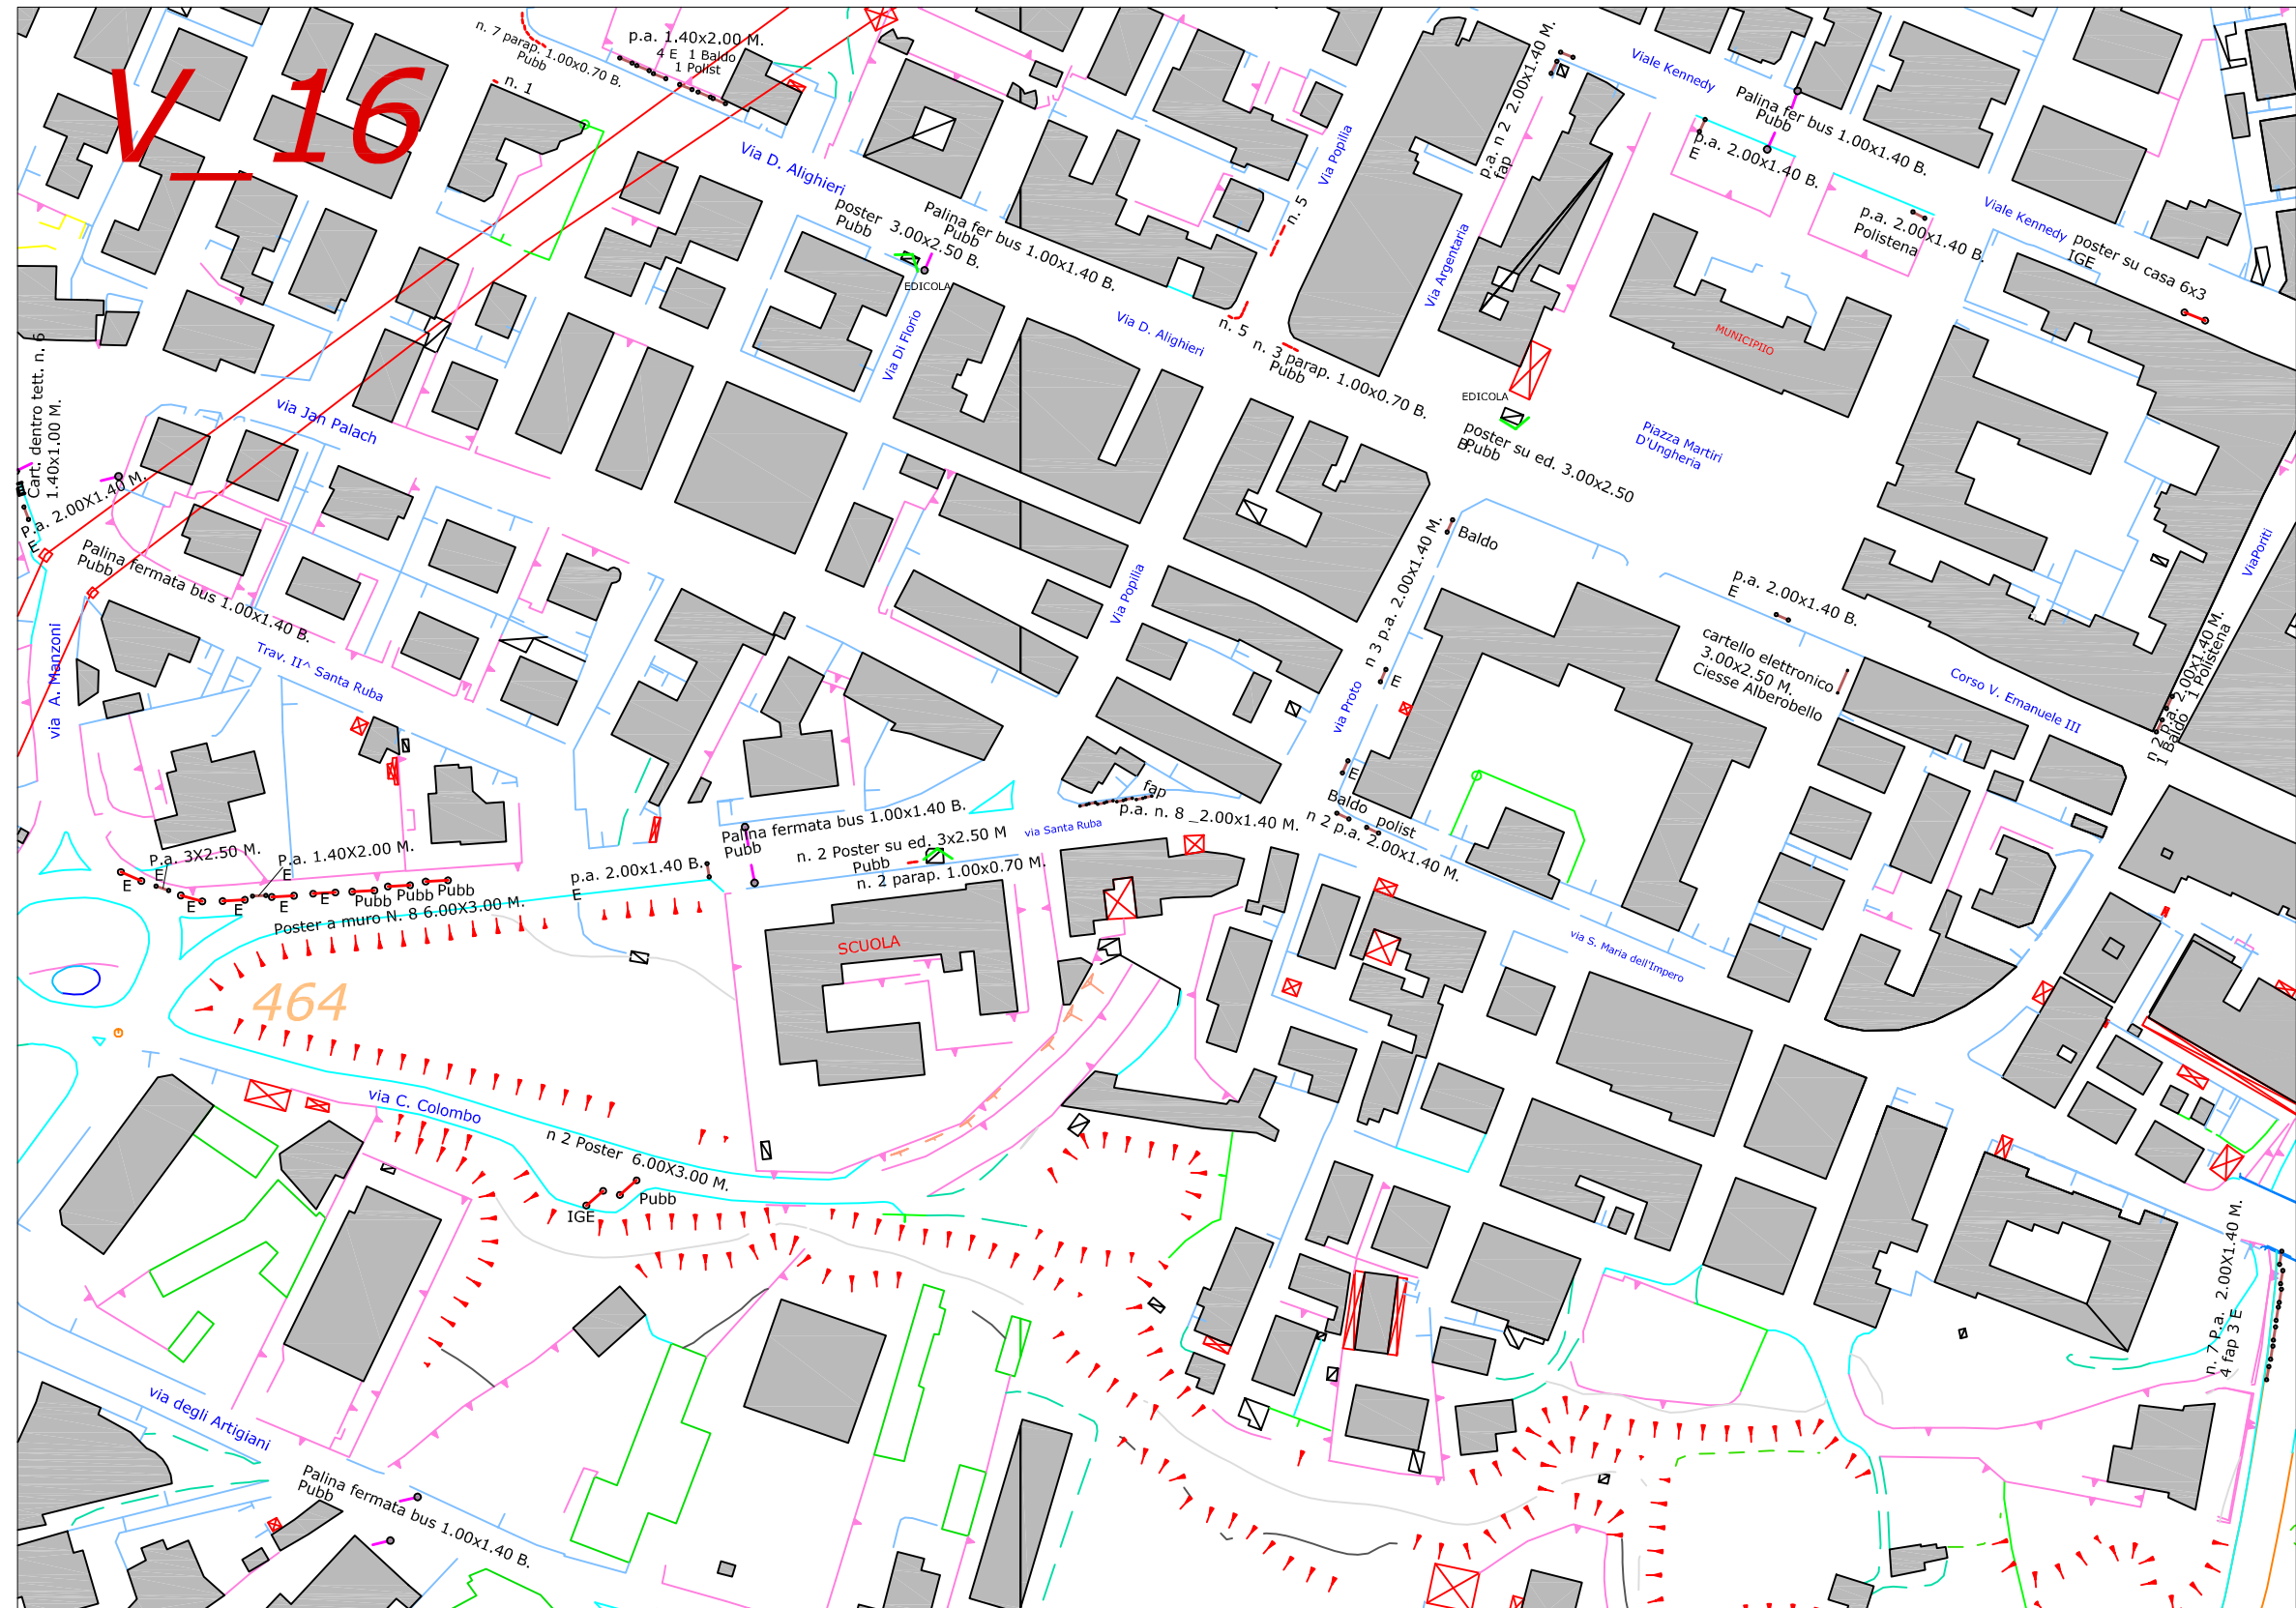 V_16
n. 7 parap. 1.00x0.70 B.
Pubb
n. 1
p.a. 1.40x2.00 M.
4 E 1 Baldo
1 Polist
Via D. Alighieri
poster 3.00x2.50 B.
Pubb
Palina fer bus 1.00x1.40 B.
Pubb
EDICOLA
Via Di Florio
Via D. Alighieri
n. 5
n. 5
n. 3 parap. 1.00x0.70 B.
Pubb
Via Popilia
p.a. n 2 2.00x1.40 M.
fap
Via Argentaria
Viale Kennedy
Palina fer bus 1.00x1.40 B.
Pubb
p.a. 2.00x1.40 B.
E
p.a. 2.00x1.40 B.
Polistena
Viale Kennedy
poster su casa 6x3
IGE
MUNICIPIIO
EDICOLA
poster su ed. 3.00x2.50
B.
Pubb
Piazza Martiri
D'Ungheria
Cart. dentro tett. n. 6
1.40x1.00 M.
P.a. 2.00X1.40 M.
E
via Jan Palach
Palina fermata bus 1.00x1.40 B.
Pubb
via A. Manzoni
Trav. II^ Santa Ruba
Via Popilia
n 3 p.a. 2.00x1.40 M.
Baldo
E
E
via Proto
p.a. 2.00x1.40 B.
E
cartello elettronico
3.00x2.50 M.
Ciesse Alberobello
Corso V. Emanuele III
ViaPoriti
n 2 p.a. 2.00x1.40 M.
1 Baldo 1 Polistena
fap
p.a. n. 8 _2.00x1.40 M.
Baldo
polist
n 2 p.a. 2.00x1.40 M.
via Santa Ruba
Palina fermata bus 1.00x1.40 B.
Pubb
n. 2 Poster su ed. 3x2.50 M
Pubb
n. 2 parap. 1.00x0.70 M.
p.a. 2.00x1.40 B.
E
P.a. 3X2.50 M.
E
P.a. 1.40X2.00 M.
E
E
E
E
E
E
Pubb
Pubb
Pubb
Poster a muro N. 8 6.00X3.00 M.
SCUOLA
464
via S. Maria dell'Impero
via C. Colombo
n 2 Poster 6.00X3.00 M.
Pubb
IGE
n. 7 P.a. 2.00X1.40 M.
4 fap 3 E
via degli Artigiani
Palina fermata bus 1.00x1.40 B.
Pubb